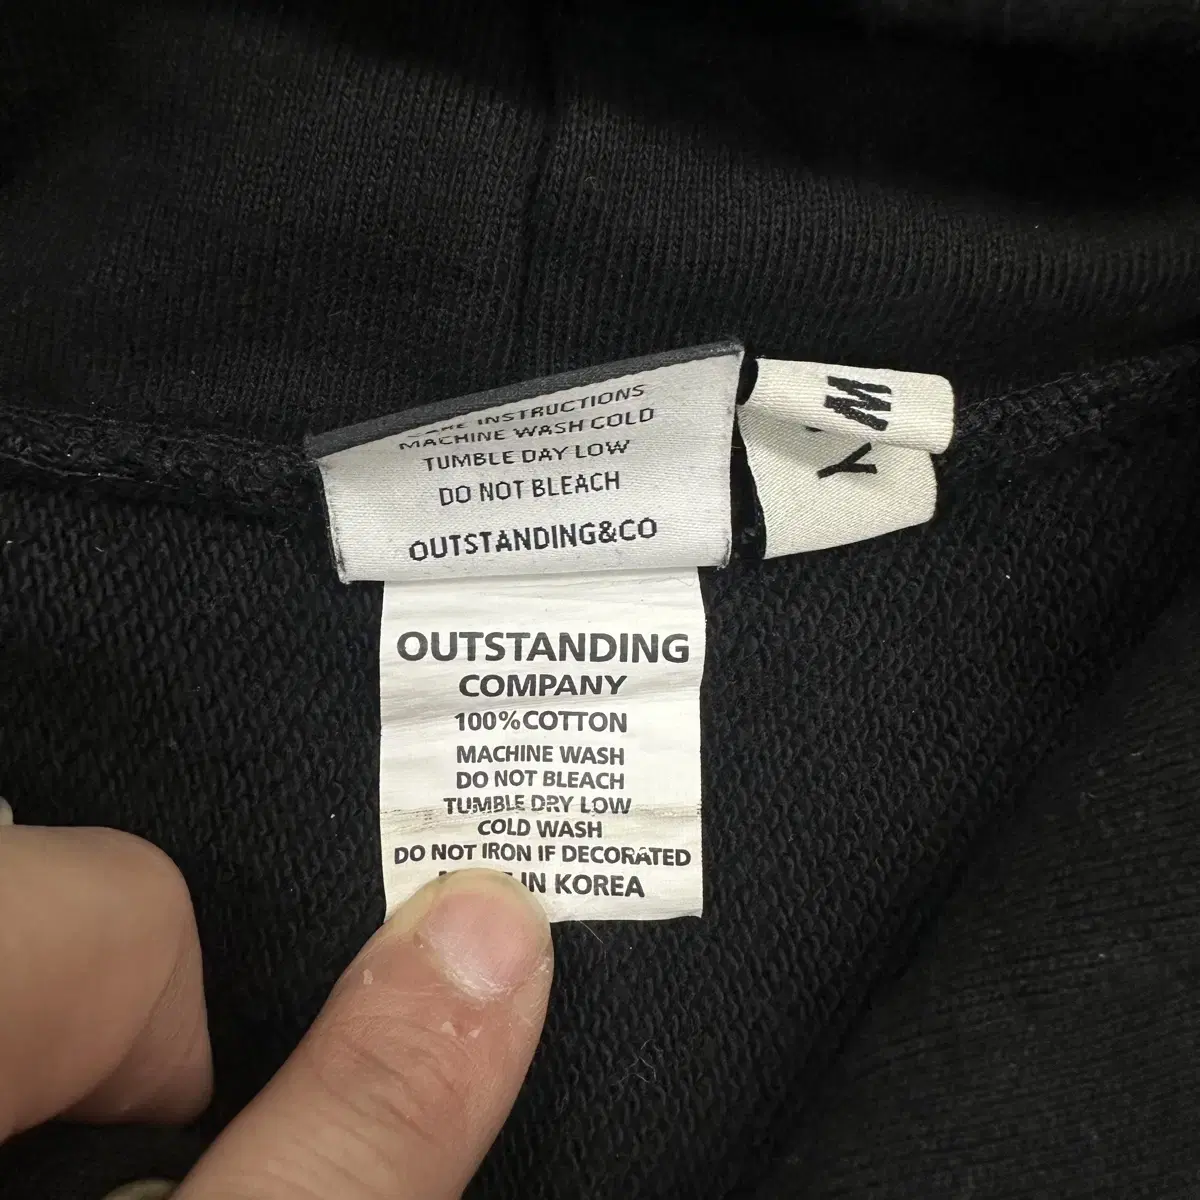 INSTRUCTIONS
MACHINE WASH COLD
TUMBLE DAY LOW
DO NOT BLEACH
OUTSTANDING&CO
OUTSTANDING
COMPANY
100%COTTON
MACHINE WASH
DO NOT BLEACH
TUMBLE DRY LOW
COLD WASH
DO NOT IRON IF DECORATED
IN KOREA